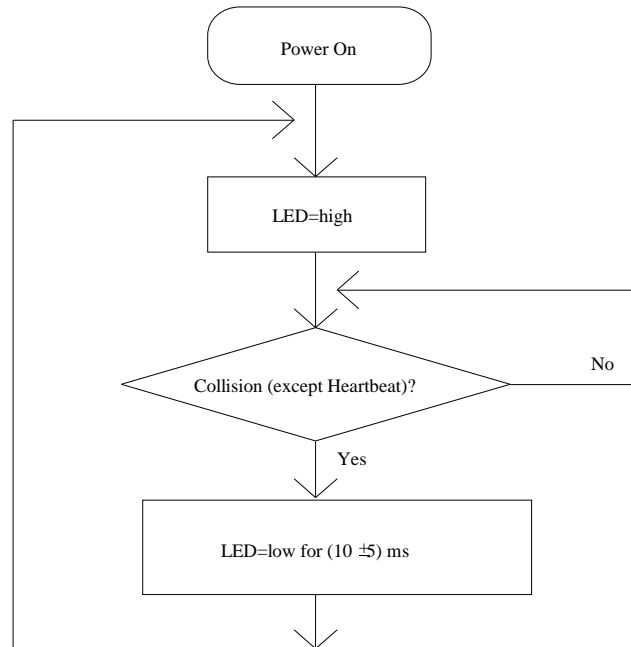 Power On
LED=high
Collision (except Heartbeat)?
No
Yes
LED=low for (10 ±5) ms